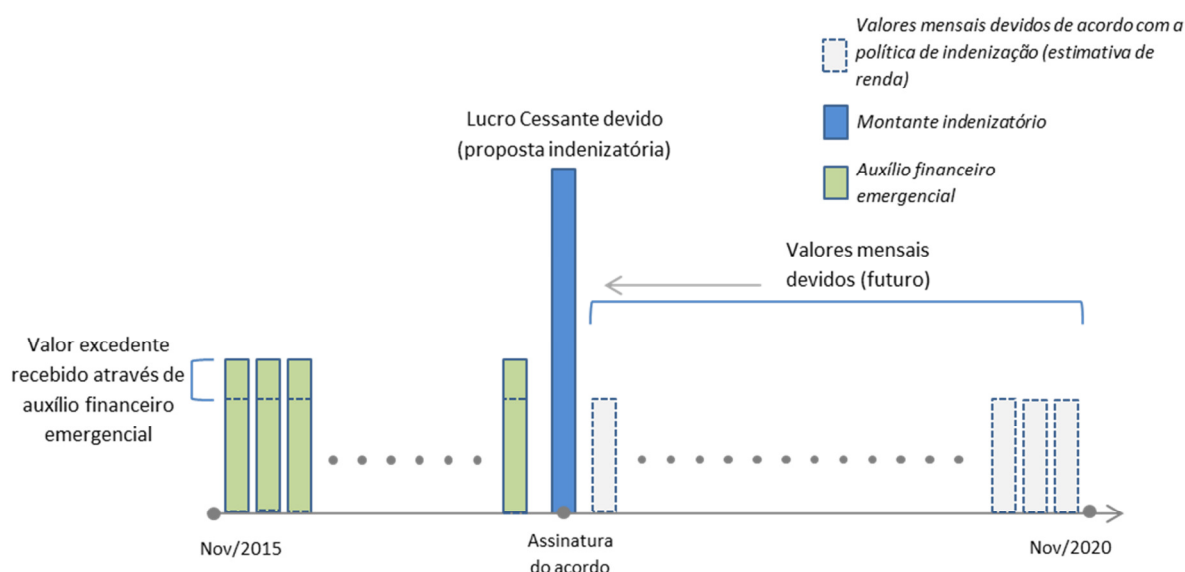 Valores mensais devidos de acordo com a
política de indenização (estimativa de
renda)
Montante indenizatório
Auxílio financeiro
emergencial
Lucro Cessante devido
(proposta indenizatória)
Valores mensais
devidos (futuro)
Valor excedente
recebido através de
auxílio financeiro
emergencial
Nov/2015
Assinatura
do acordo
Nov/2020